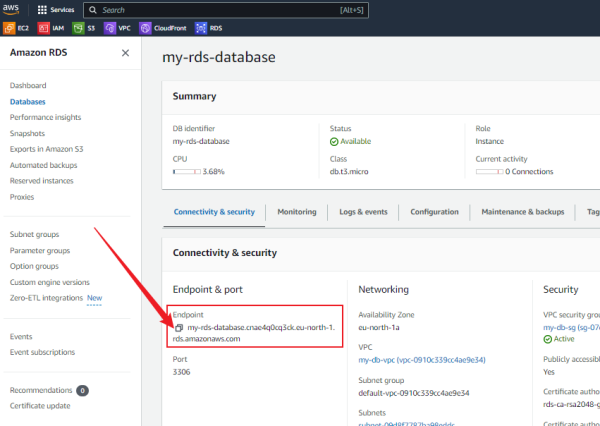 aws
Services
Search
[Alt+S]
EC2
IAM
S3
VPC
CloudFront
RDS
Amazon RDS
Dashboard
Databases
Performance insights
Snapshots
Exports in Amazon S3
Automated backups
Reserved instances
Proxies
Subnet groups
Parameter groups
Option groups
Custom engine versions
Zero-ETL integrations New
Events
Event subscriptions
Recommendations 0
Certificate update
my-rds-database
Summary
DB identifier
my-rds-database
Status
Available
Role
Instance
CPU
3.68%
Class
db.t3.micro
Current activity
0 Connections
Connectivity & security
Monitoring
Logs & events
Configuration
Maintenance & backups
Tag
Connectivity & security
Endpoint & port
Endpoint
my-rds-database.cnae4q0cq3ck.eu-north-1.
rds.amazonaws.com
Port
3306
Networking
Availability Zone
eu-north-1a
VPC
my-db-vpc (vpc-0910c339cc4ae9e34)
Subnet group
default-vpc-0910c339cc4ae9e34
Subnets
Security
VPC security grou
my-db-sg (sg-07
Active
Publicly accessib
Yes
Certificate autho
rds-ca-rsa2048-g
Certificate autho